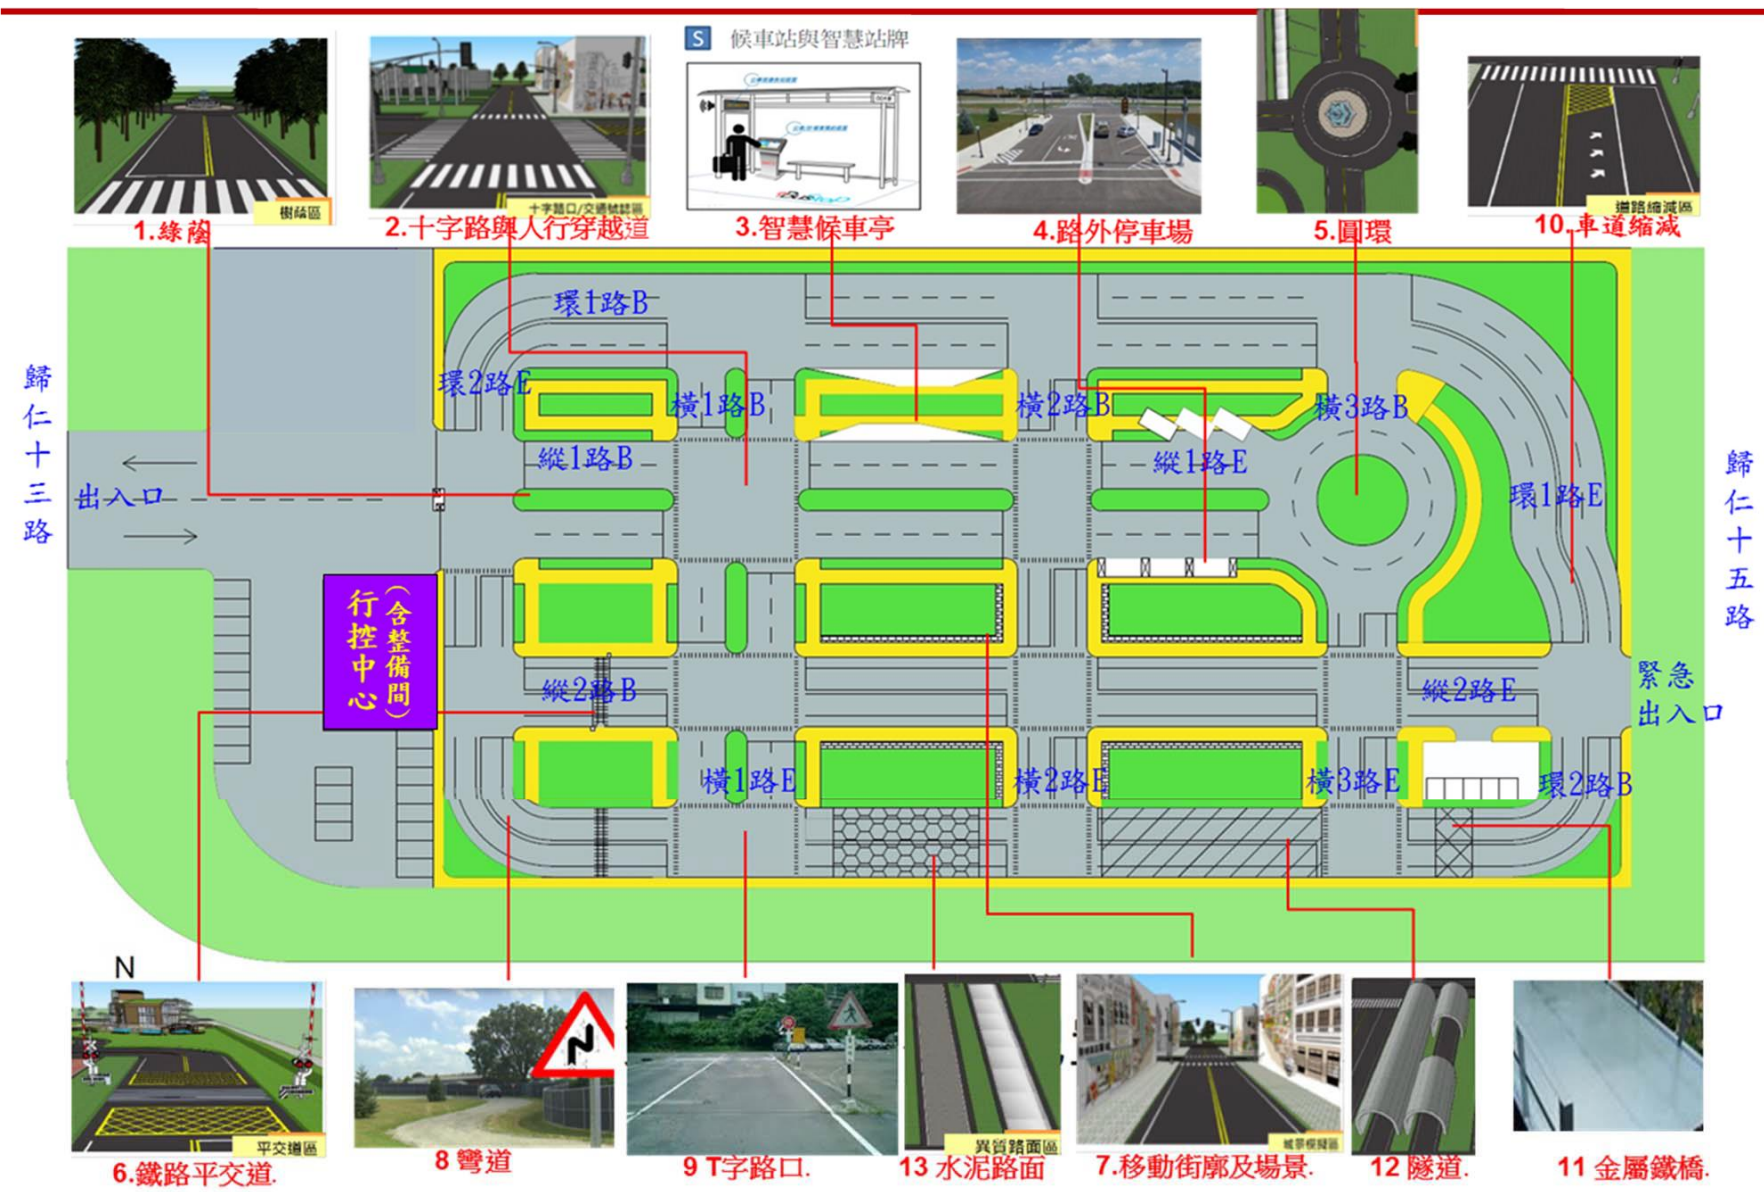 S 候車站與智慧站牌
樹蔭區
十字路口/交通號誌區
道路縮減區
1.綠蔭
2.十字路與人行穿越道
3.智慧候車亭
4.路外停車場
5.圓環
10.車道縮減
環1路B
環2路E
橫1路B
橫2路B
橫3路B
縱1路B
縱1路E
歸仁十三路
出入口
環1路E
歸仁十五路
行控中心
(含整備間)
縱2路B
縱2路E
緊急
出入口
橫1路E
橫2路E
橫3路E
環2路B
N
平交道區
異質路面區
城景模擬區
6.鐵路平交道.
8 彎道
9 T字路口.
13 水泥路面
7.移動街廓及場景.
12 隧道.
11 金屬鐵橋.